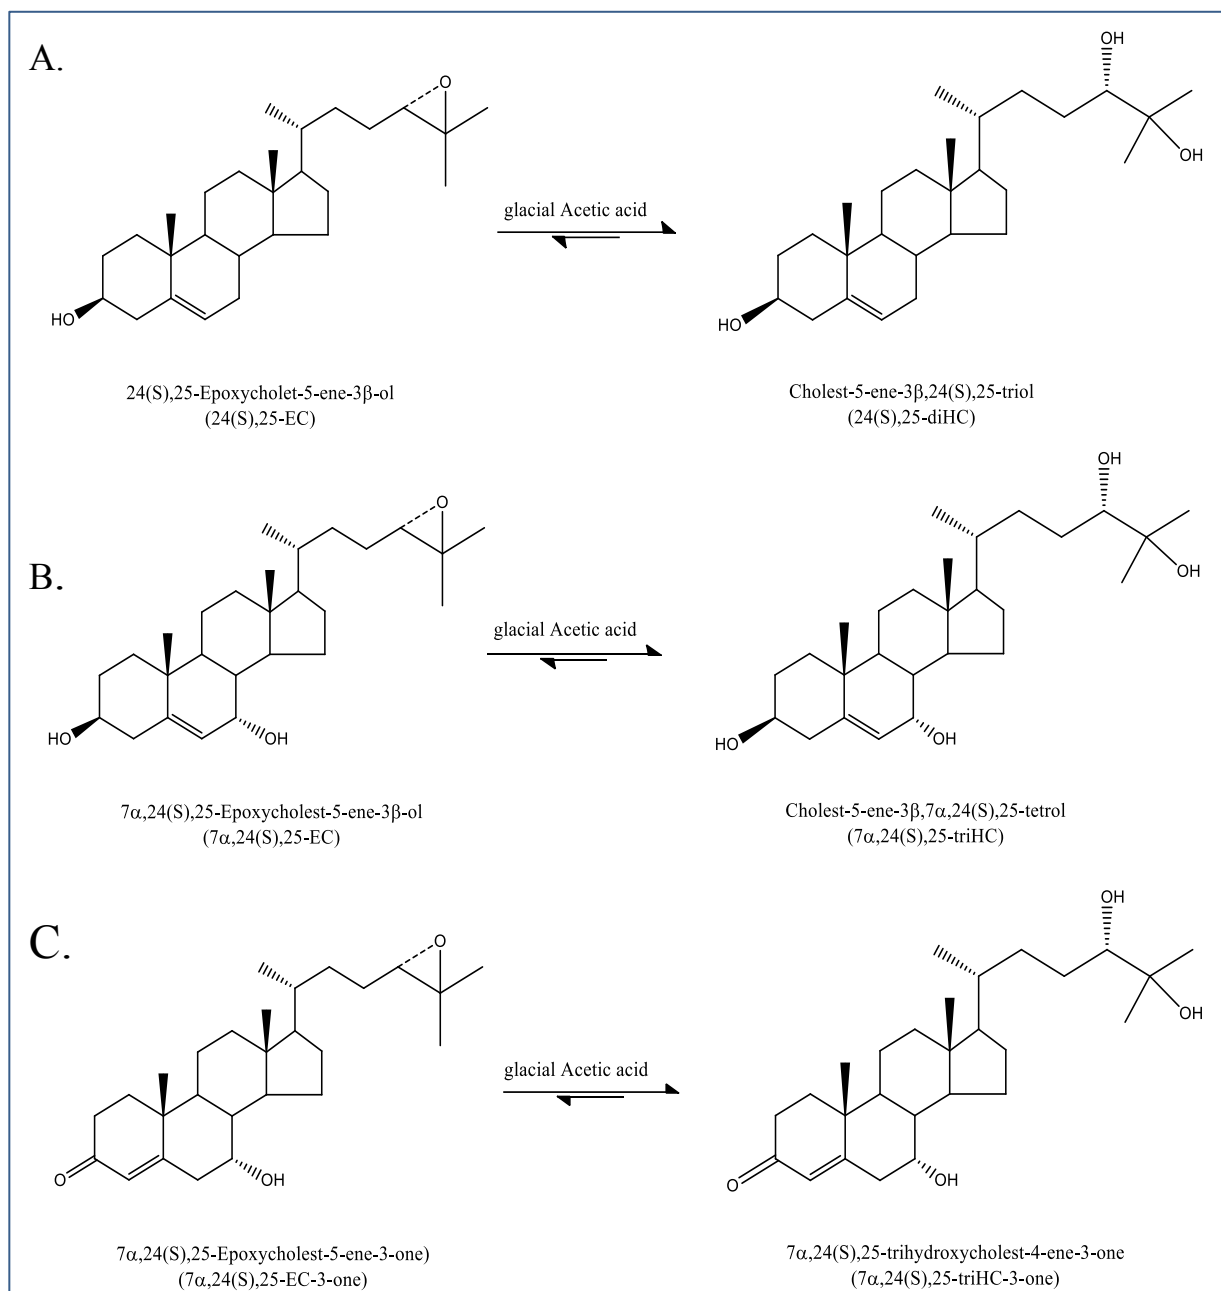 A.
O
OH
OH
HO
HO
glacial Acetic acid
24(S),25-Epoxycholet-5-ene-3β-ol
(24(S),25-EC)
Cholest-5-ene-3β,24(S),25-triol
(24(S),25-diHC)
B.
O
OH
OH
HO
OH
HO
OH
glacial Acetic acid
7α,24(S),25-Epoxycholest-5-ene-3β-ol
(7α,24(S),25-EC)
Cholest-5-ene-3β,7α,24(S),25-tetrol
(7α,24(S),25-triHC)
C.
O
OH
OH
O
OH
O
OH
glacial Acetic acid
7α,24(S),25-Epoxycholest-5-ene-3-one)
(7α,24(S),25-EC-3-one)
7α,24(S),25-trihydroxycholest-4-ene-3-one
(7α,24(S),25-triHC-3-one)